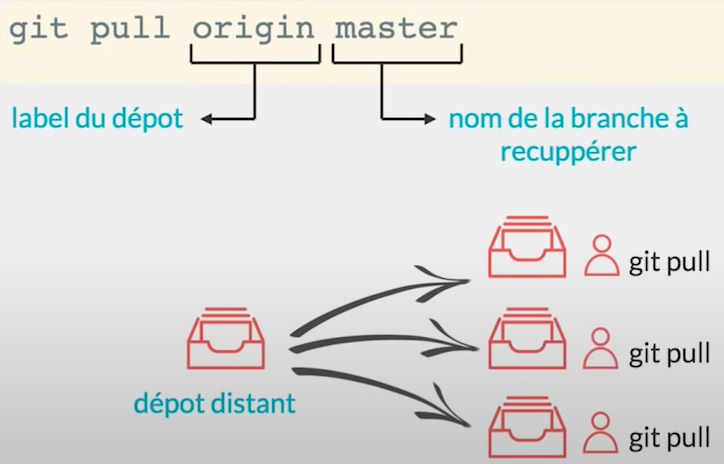 git pull origin master
label du dépot
nom de la branche à
recuppérer
git pull
git pull
dépot distant
git pull